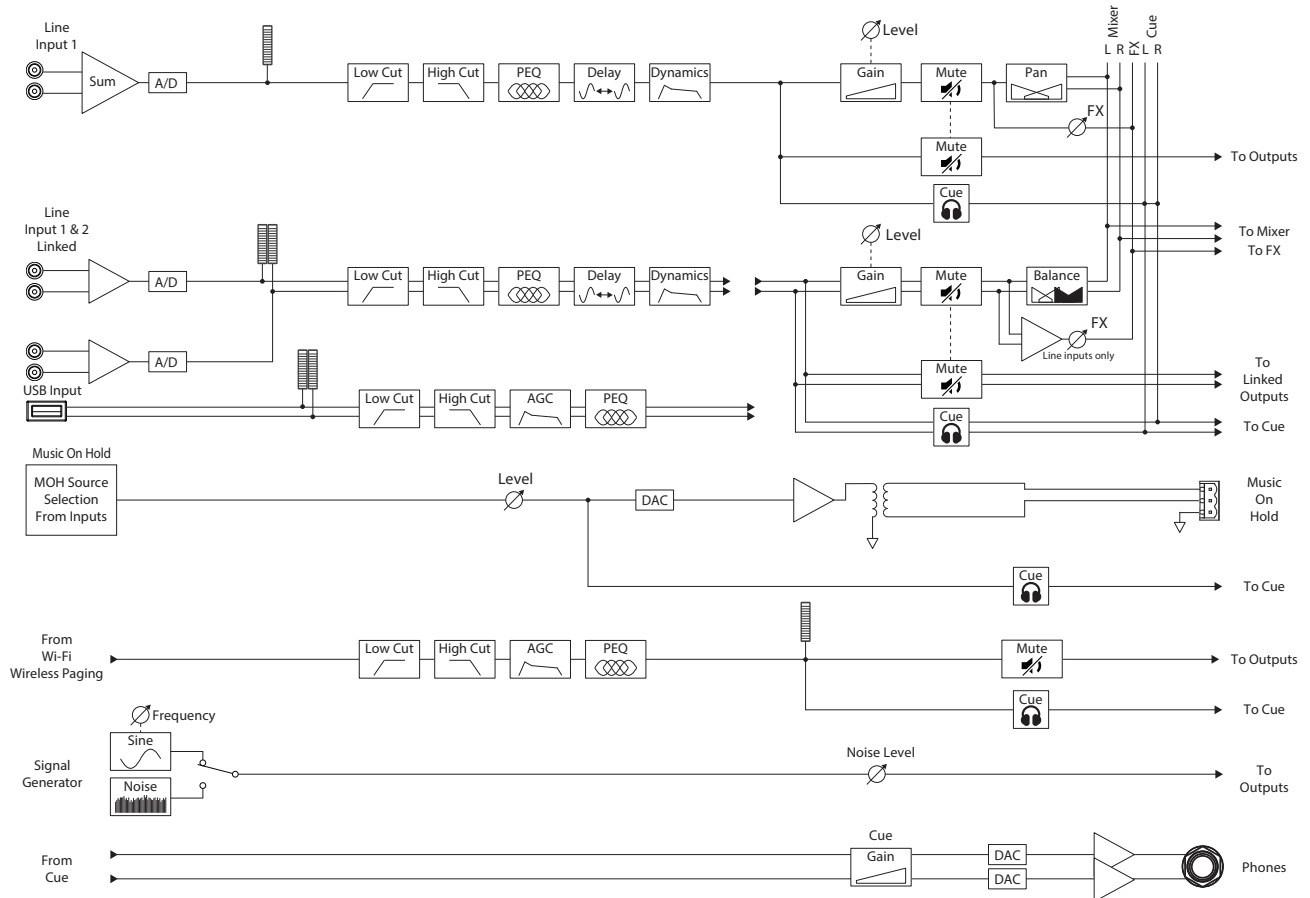 Line
Input 1
Sum
A/D
Low Cut
High Cut
PEQ
Delay
Dynamics
Level
Gain
Mute
Pan
FX
Mute
Cue
Mixer
FX
Cue
L R L R
To Outputs
To Mixer
To FX
Line
Input 1 & 2
Linked
A/D
Low Cut
High Cut
PEQ
Delay
Dynamics
Level
Gain
Mute
Balance
FX
Line inputs only
A/D
Mute
Cue
To
Linked
Outputs
To Cue
USB Input
Low Cut
High Cut
AGC
PEQ
Music On Hold
MOH Source
Selection
From Inputs
Level
DAC
Music
On
Hold
Cue
To Cue
From
Wi-Fi
Wireless Paging
Low Cut
High Cut
AGC
PEQ
Mute
To Outputs
Cue
To Cue
Signal
Generator
Frequency
Sine
Noise
Noise Level
To
Outputs
From
Cue
Cue
Gain
DAC
DAC
Phones